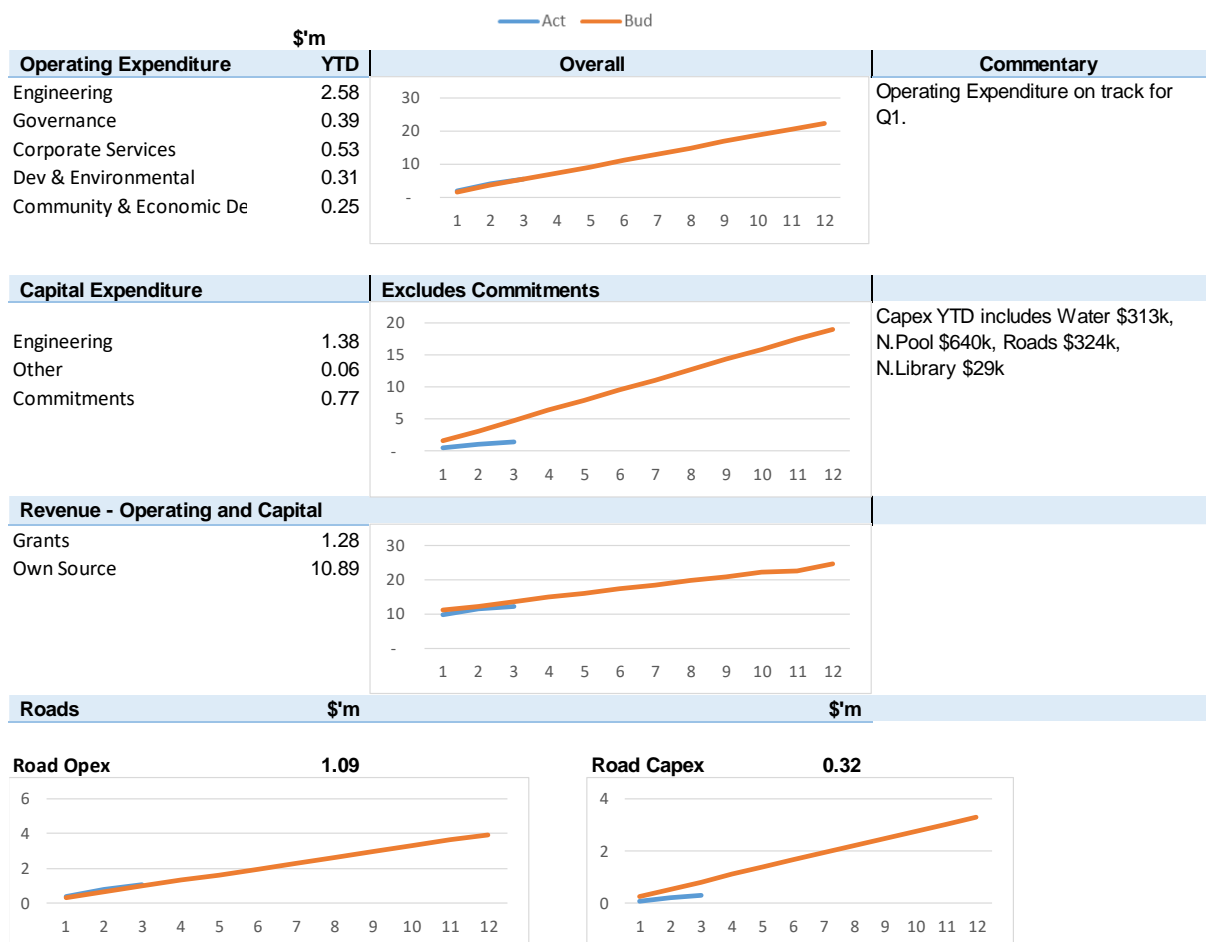 Act Bud
$'m
Operating Expenditure YTD Overall Commentary
Engineering 2.58
Governance 0.39
Corporate Services 0.53
Dev & Environmental 0.31
Community & Economic De 0.25
30
20
10
-
1 2 3 4 5 6 7 8 9 10 11 12
Operating Expenditure on track for
Q1.
Capital Expenditure Excludes Commitments
Engineering 1.38
Other 0.06
Commitments 0.77
20
15
10
5
-
1 2 3 4 5 6 7 8 9 10 11 12
Capex YTD includes Water $313k,
N.Pool $640k, Roads $324k,
N.Library $29k
Revenue - Operating and Capital
Grants 1.28
Own Source 10.89
30
20
10
-
1 2 3 4 5 6 7 8 9 10 11 12
Roads $'m $'m
Road Opex 1.09
6
4
2
0
1 2 3 4 5 6 7 8 9 10 11 12
Road Capex 0.32
4
2
0
1 2 3 4 5 6 7 8 9 10 11 12